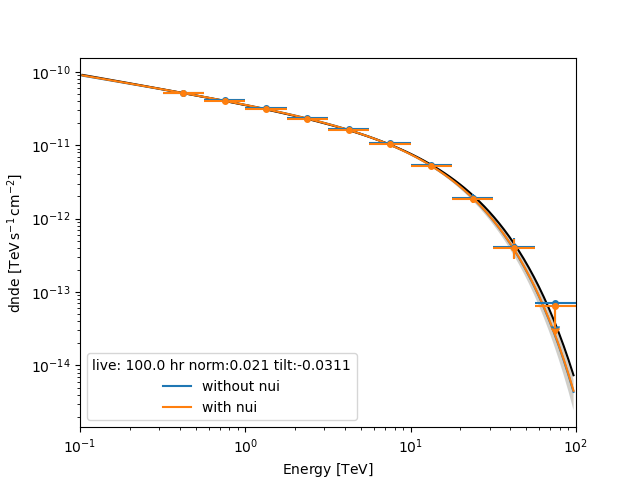 10⁻¹⁰
10⁻¹¹
10⁻¹²
10⁻¹³
10⁻¹⁴
dnde [TeV s⁻¹ cm⁻²]
live: 100.0 hr norm:0.021 tilt:-0.0311
without nui
with nui
10⁻¹ 10⁰ 10¹ 10²
Energy [TeV]